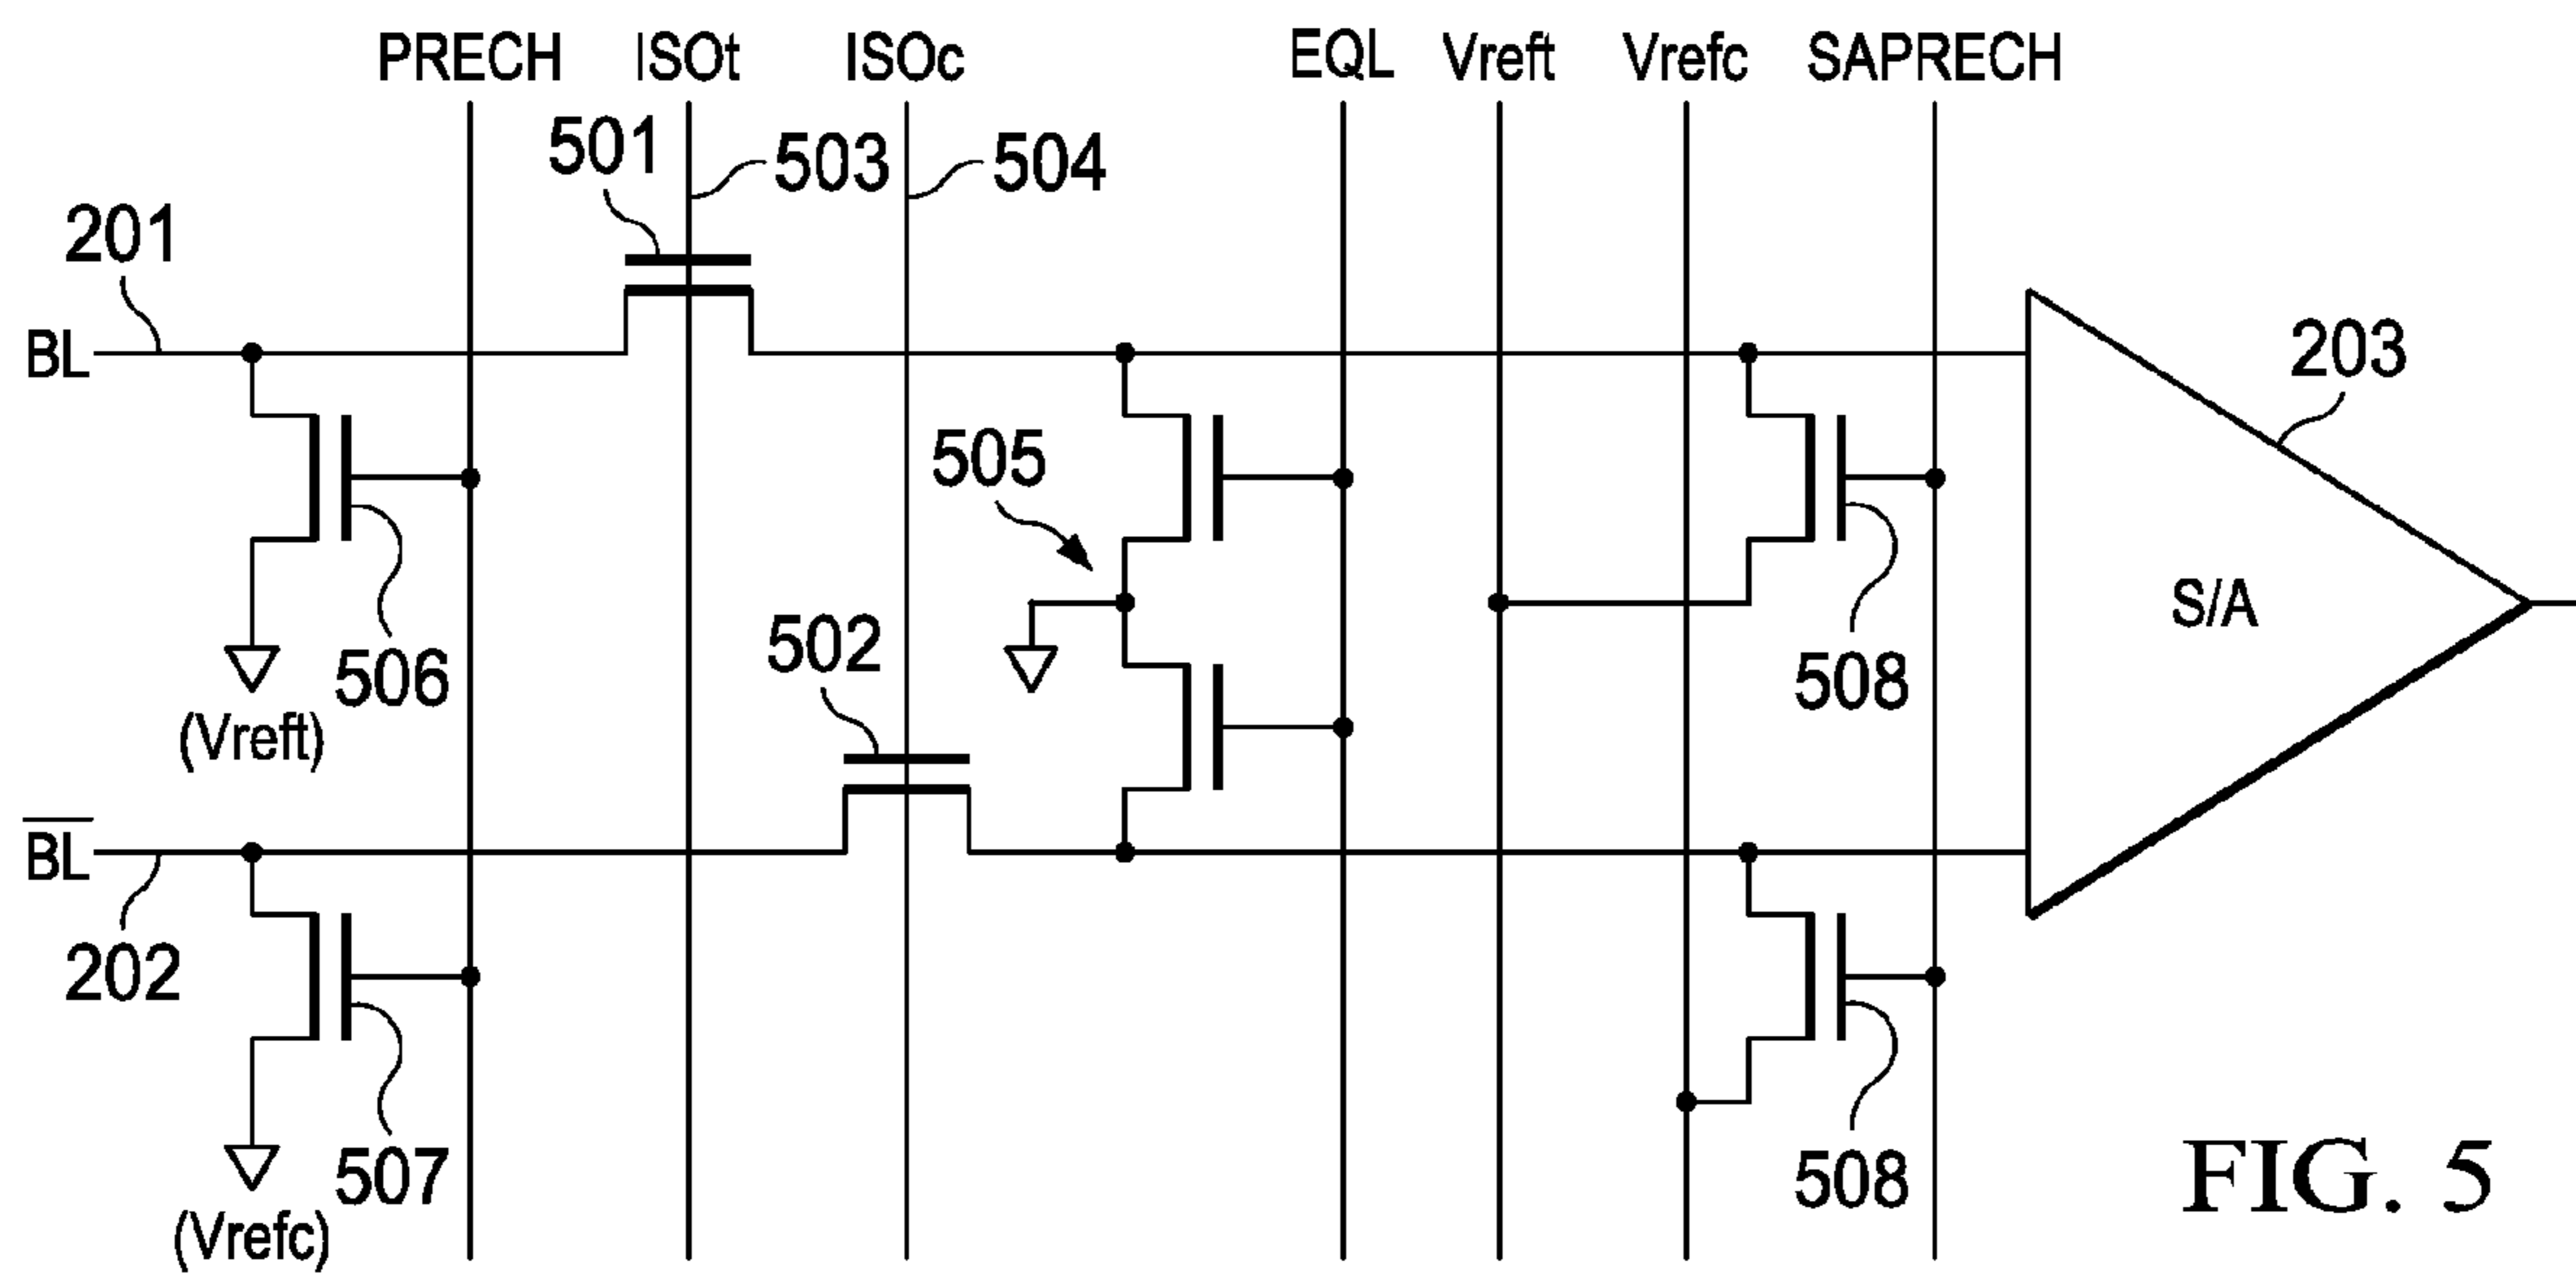 PRECH ISOt ISOc EQL Vreft Vrefc SAPRECH
501 503 504
201
BL
203
505
S/A
502
506 508
(Vreft)
B̅L̅
202
507 508
(Vrefc)
FIG. 5